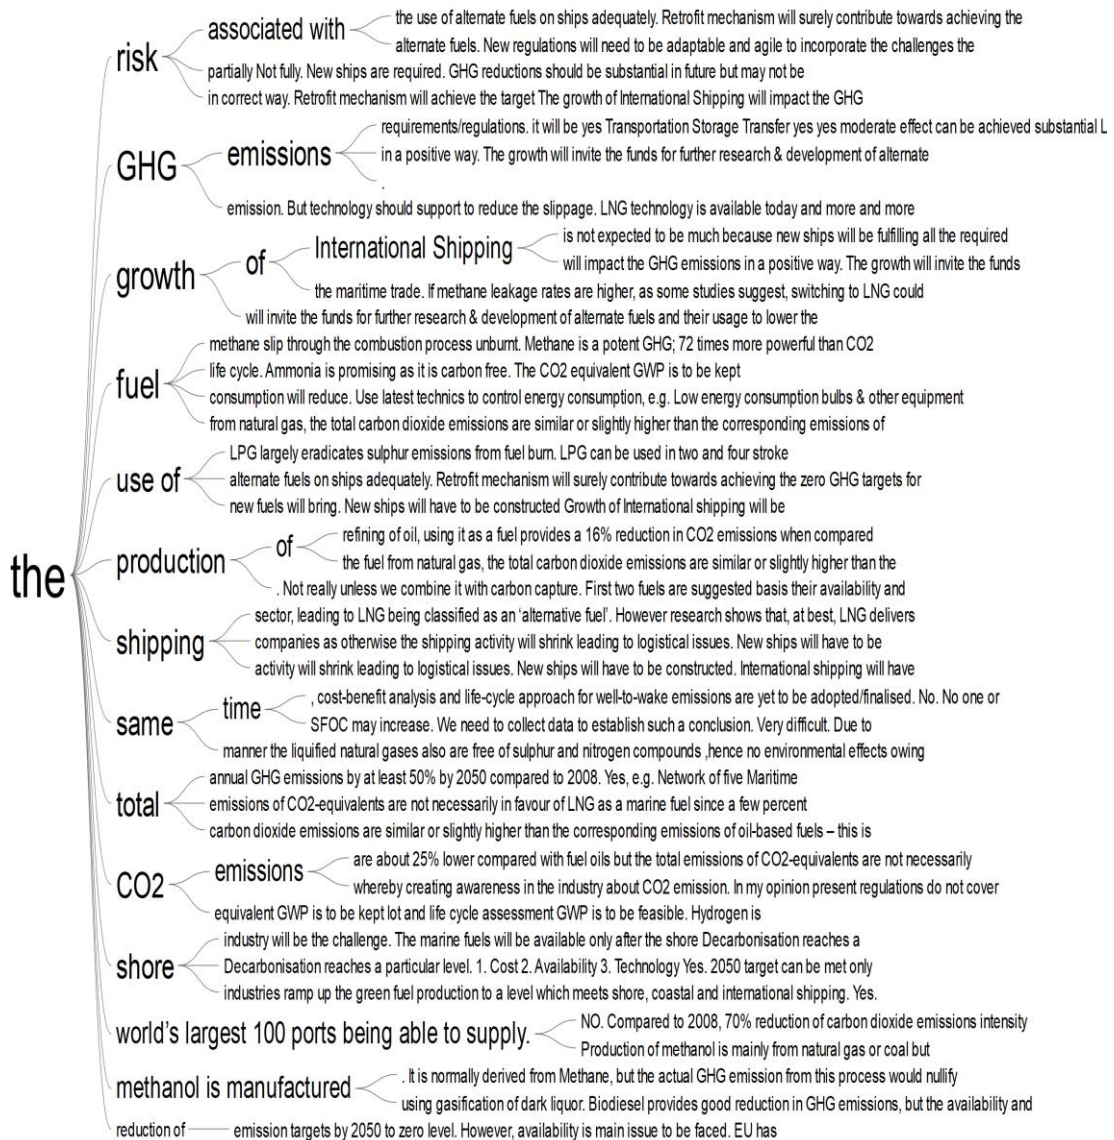 the
risk
associated with
the use of alternate fuels on ships adequately. Retrofit mechanism will surely contribute towards achieving the
alternate fuels. New regulations will need to be adaptable and agile to incorporate the challenges the
partially Not fully. New ships are required. GHG reductions should be substantial in future but may not be
in correct way. Retrofit mechanism will achieve the target The growth of International Shipping will impact the GHG
GHG
emissions
requirements/regulations. it will be yes Transportation Storage Transfer yes yes moderate effect can be achieved substantial L
in a positive way. The growth will invite the funds for further research & development of alternate
.
emission. But technology should support to reduce the slippage. LNG technology is available today and more and more
growth
of
International Shipping
is not expected to be much because new ships will be fulfilling all the required
will impact the GHG emissions in a positive way. The growth will invite the funds
the maritime trade. If methane leakage rates are higher, as some studies suggest, switching to LNG could
will invite the funds for further research & development of alternate fuels and their usage to lower the
fuel
methane slip through the combustion process unburnt. Methane is a potent GHG; 72 times more powerful than CO2
life cycle. Ammonia is promising as it is carbon free. The CO2 equivalent GWP is to be kept
consumption will reduce. Use latest technics to control energy consumption, e.g. Low energy consumption bulbs & other equipment
from natural gas, the total carbon dioxide emissions are similar or slightly higher than the corresponding emissions of
use of
LPG largely eradicates sulphur emissions from fuel burn. LPG can be used in two and four stroke
alternate fuels on ships adequately. Retrofit mechanism will surely contribute towards achieving the zero GHG targets for
new fuels will bring. New ships will have to be constructed Growth of International shipping will be
production
of
refining of oil, using it as a fuel provides a 16% reduction in CO2 emissions when compared
the fuel from natural gas, the total carbon dioxide emissions are similar or slightly higher than the
. Not really unless we combine it with carbon capture. First two fuels are suggested basis their availability and
shipping
sector, leading to LNG being classified as an ‘alternative fuel’. However research shows that, at best, LNG delivers
companies as otherwise the shipping activity will shrink leading to logistical issues. New ships will have to be
activity will shrink leading to logistical issues. New ships will have to be constructed. International shipping will have
same
time
, cost-benefit analysis and life-cycle approach for well-to-wake emissions are yet to be adopted/finalised. No. No one or
SFOC may increase. We need to collect data to establish such a conclusion. Very difficult. Due to
manner the liquified natural gases also are free of sulphur and nitrogen compounds ,hence no environmental effects owing
total
annual GHG emissions by at least 50% by 2050 compared to 2008. Yes, e.g. Network of five Maritime
emissions of CO2-equivalents are not necessarily in favour of LNG as a marine fuel since a few percent
carbon dioxide emissions are similar or slightly higher than the corresponding emissions of oil-based fuels – this is
CO2
emissions
are about 25% lower compared with fuel oils but the total emissions of CO2-equivalents are not necessarily
whereby creating awareness in the industry about CO2 emission. In my opinion present regulations do not cover
equivalent GWP is to be kept lot and life cycle assessment GWP is to be feasible. Hydrogen is
shore
industry will be the challenge. The marine fuels will be available only after the shore Decarbonisation reaches a
Decarbonisation reaches a particular level. 1. Cost 2. Availability 3. Technology Yes. 2050 target can be met only
industries ramp up the green fuel production to a level which meets shore, coastal and international shipping. Yes.
world’s largest 100 ports being able to supply.
NO. Compared to 2008, 70% reduction of carbon dioxide emissions intensity
Production of methanol is mainly from natural gas or coal but
methanol is manufactured
. It is normally derived from Methane, but the actual GHG emission from this process would nullify
using gasification of dark liquor. Biodiesel provides good reduction in GHG emissions, but the availability and
reduction of
emission targets by 2050 to zero level. However, availability is main issue to be faced. EU has